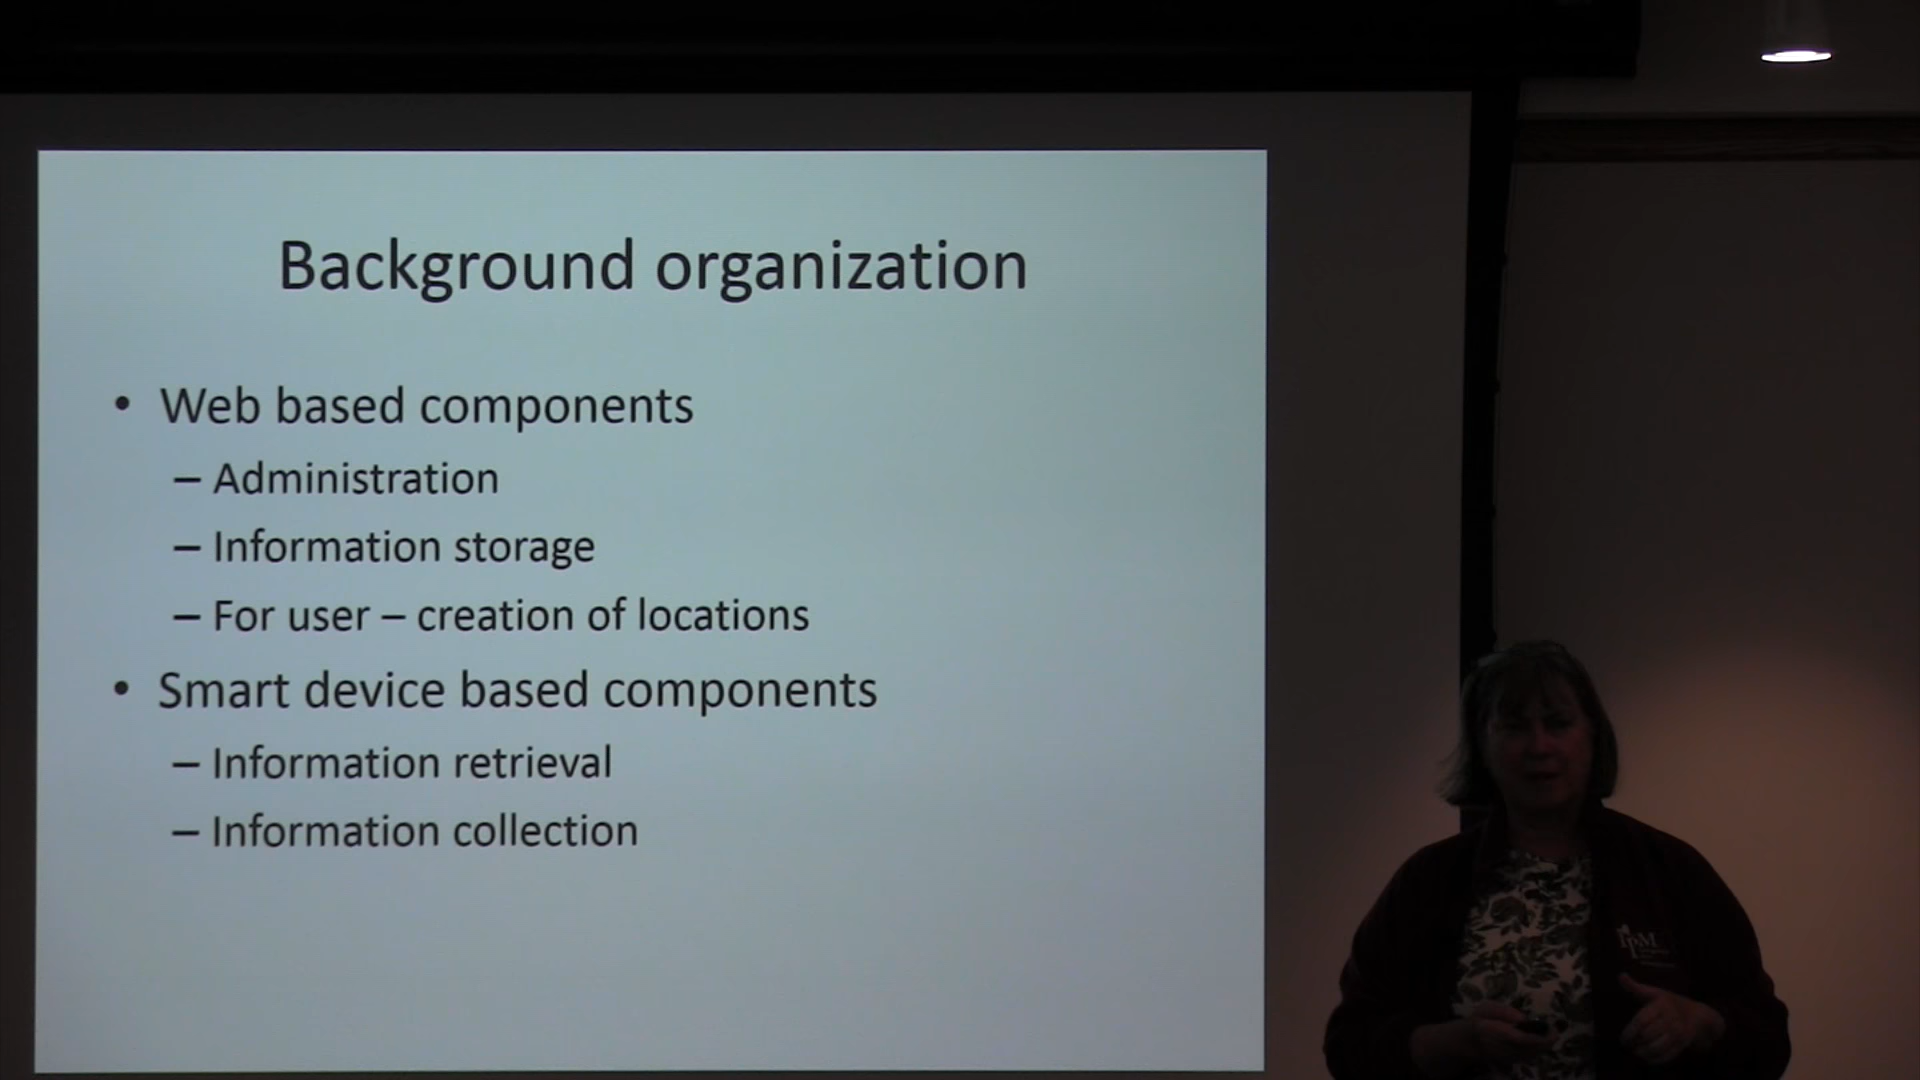 Background organization
• Web based components
– Administration
– Information storage
– For user – creation of locations
• Smart device based components
– Information retrieval
– Information collection
IPM